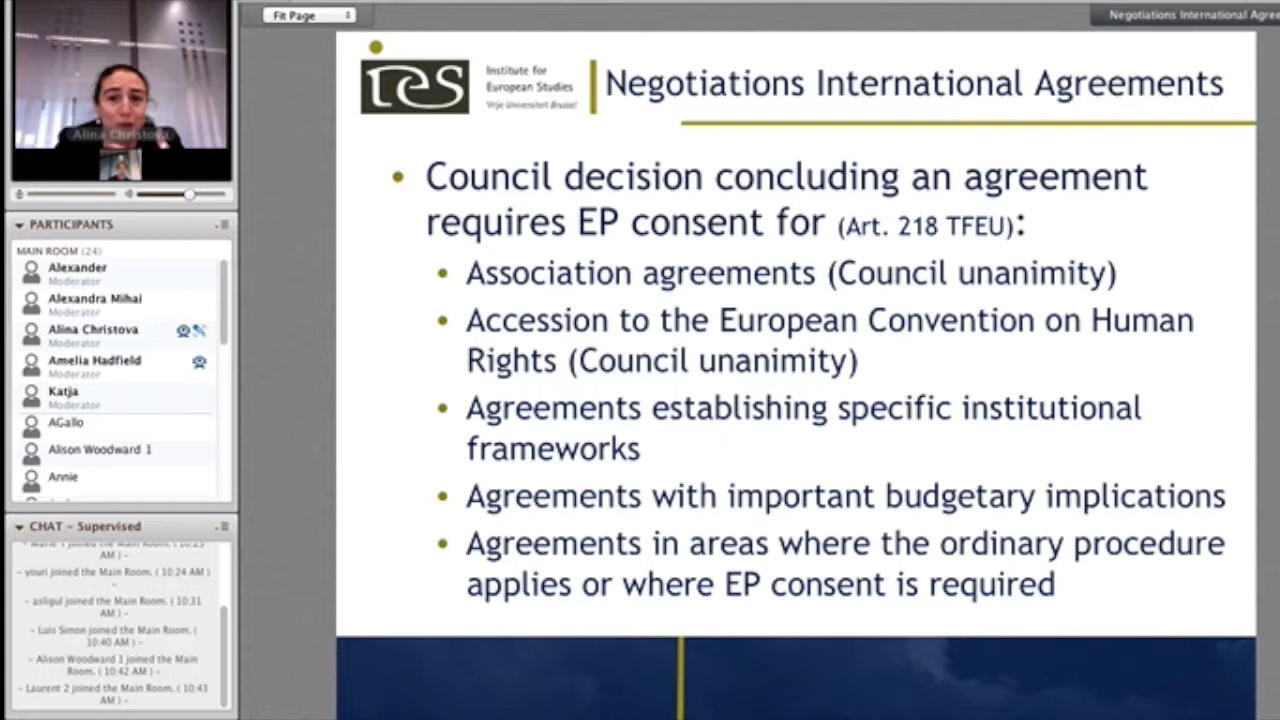 Fit Page
Negotiations International Agree
Alina Christova
PARTICIPANTS
MAIN ROOM (24)
Alexander
Moderator
Alexandra Mihai
Moderator
Alina Christova
Moderator
Amelia Hadfield
Moderator
Katja
Moderator
AGallo
Alison Woodward 1
Annie
CHAT - Supervised
AM ) -
- youri joined the Main Room. ( 10:24 AM )
-
- asligul joined the Main Room. ( 10:31
AM ) -
- Luis Simon joined the Main Room. (
10:40 AM ) -
- Alison Woodward 1 joined the Main
Room. ( 10:42 AM ) -
- Laurent 2 joined the Main Room. ( 10:43
AM ) -
ies
Institute for
European Studies
Vrije Universiteit Brussel
Negotiations International Agreements
• Council decision concluding an agreement
requires EP consent for (Art. 218 TFEU):
• Association agreements (Council unanimity)
• Accession to the European Convention on Human
Rights (Council unanimity)
• Agreements establishing specific institutional
frameworks
• Agreements with important budgetary implications
• Agreements in areas where the ordinary procedure
applies or where EP consent is required